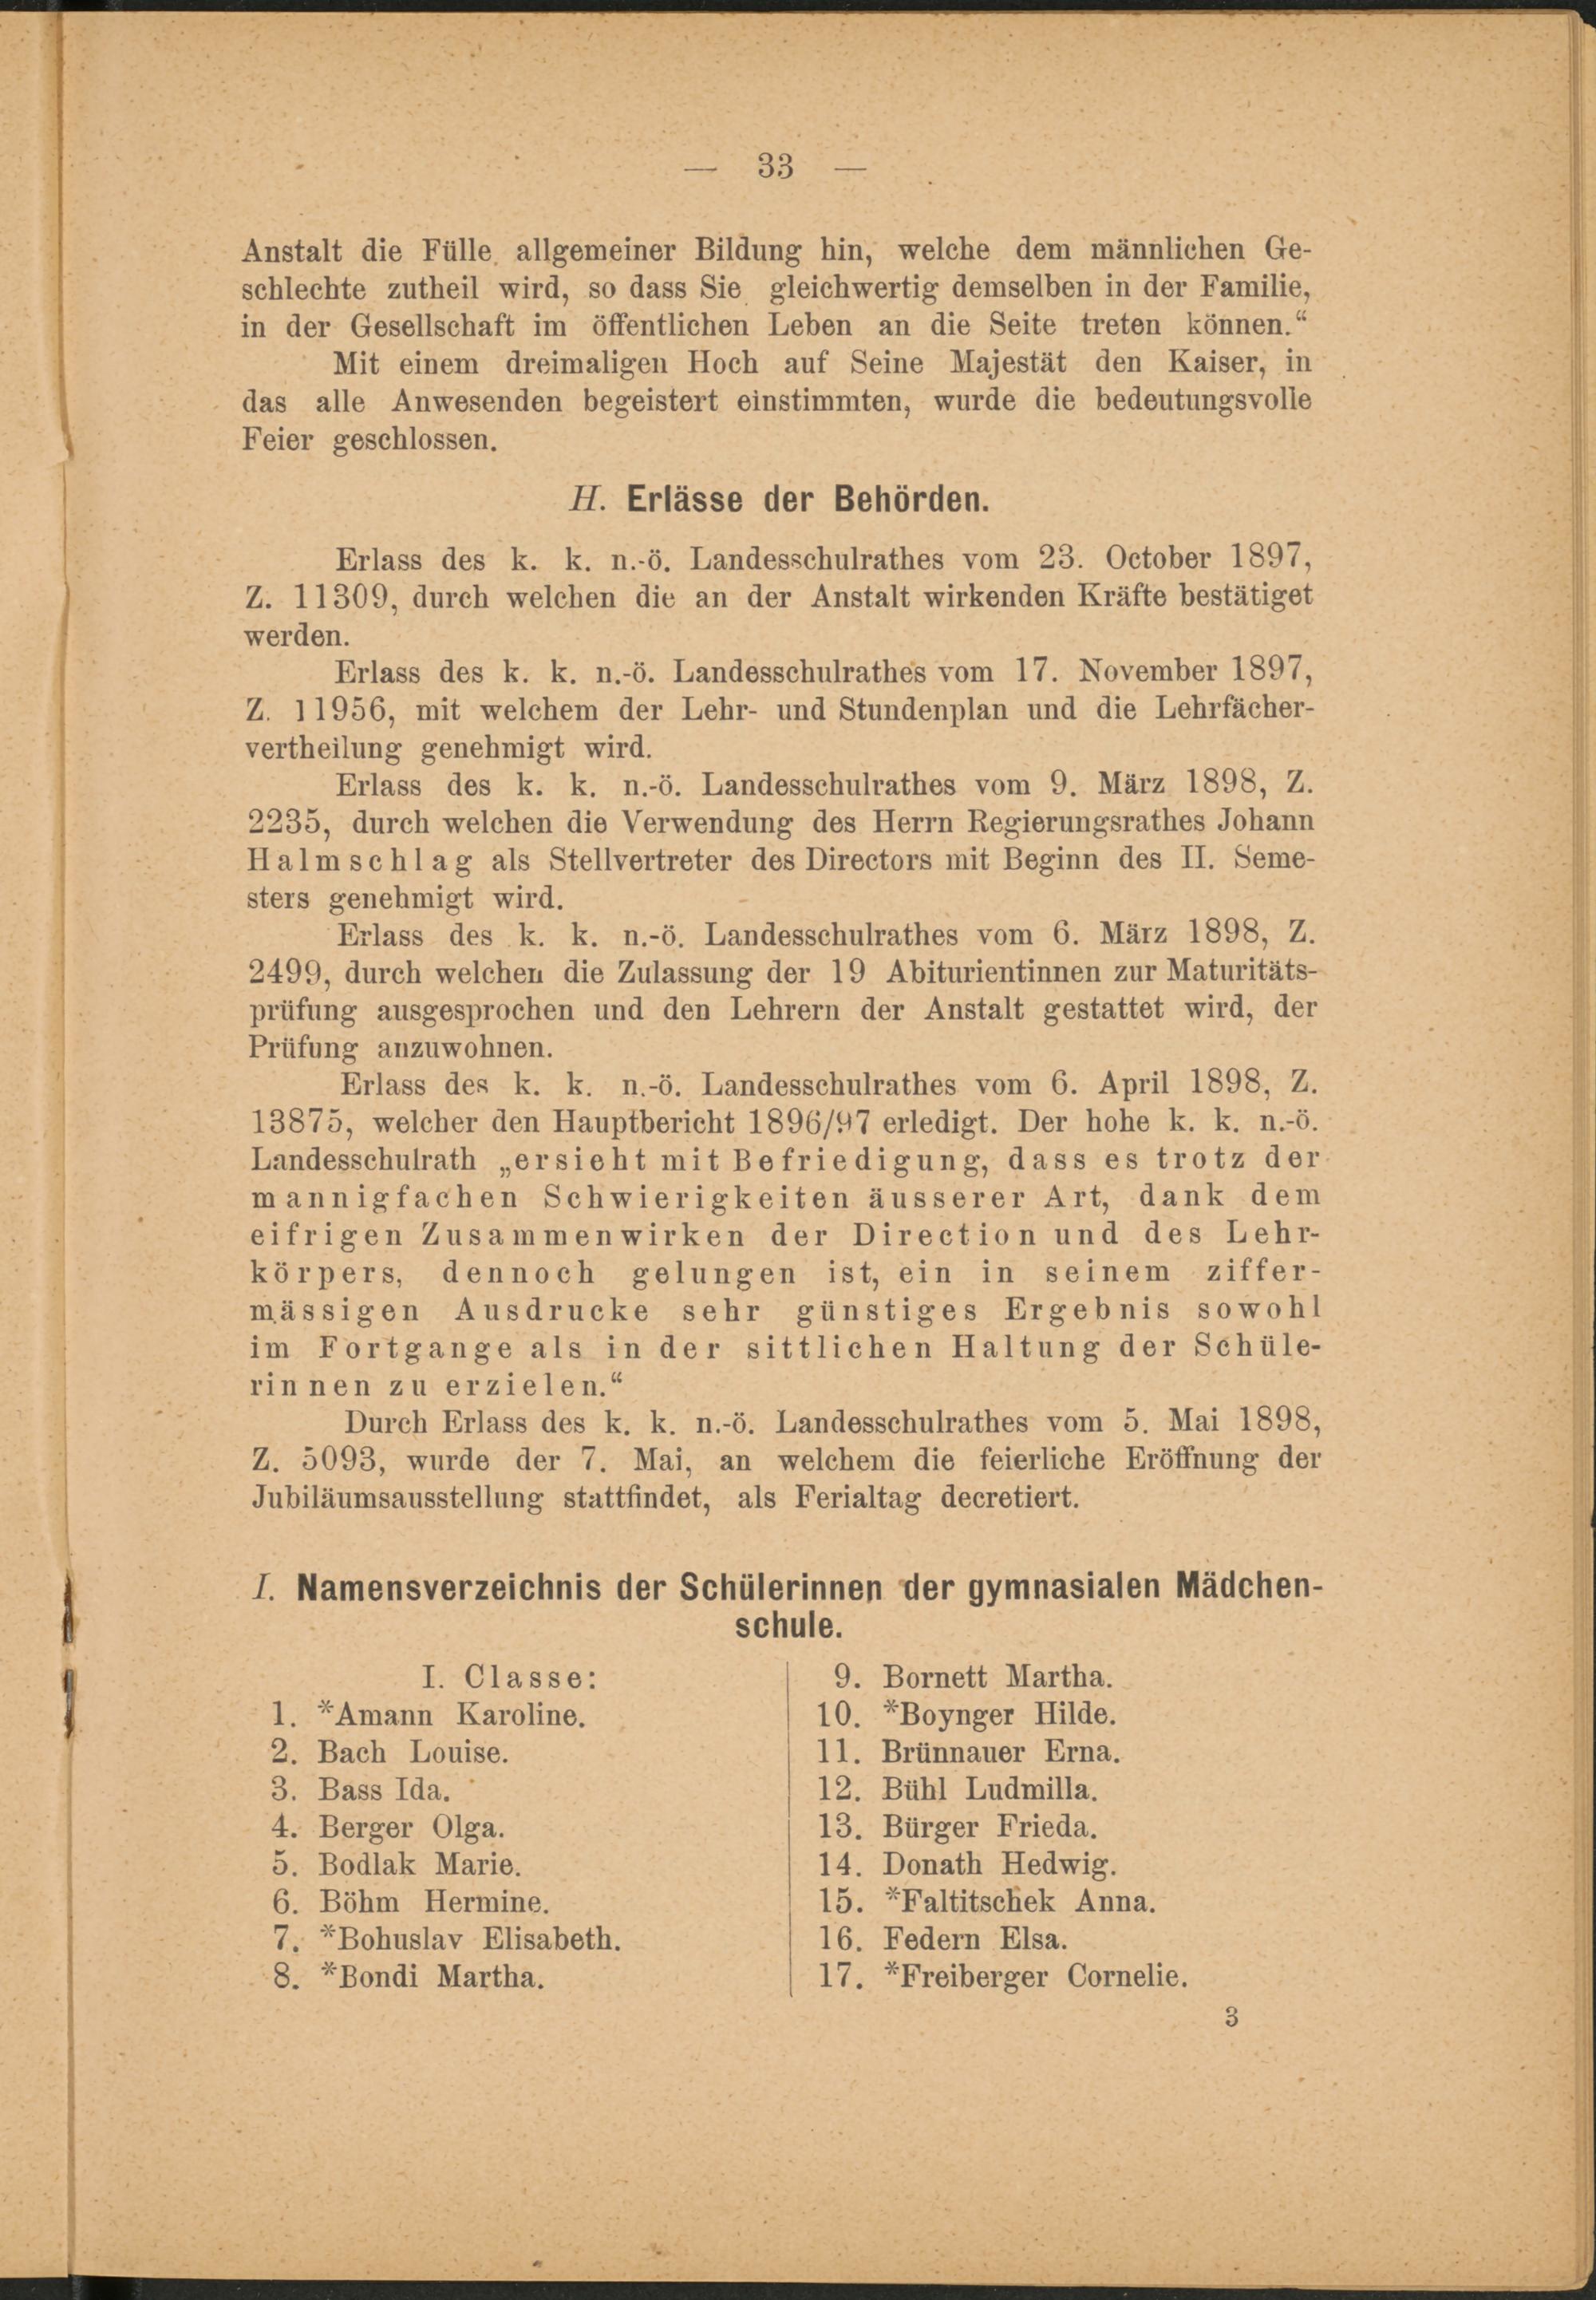 — 33 —
Anstalt die Fülle allgemeiner Bildung hin, welche dem männlichen Ge-
schlechte zutheil wird, so dass Sie gleichwertig demselben in der Familie,
in der Gesellschaft im öffentlichen Leben an die Seite treten können.“
Mit einem dreimaligen Hoch auf Seine Majestät den Kaiser, in
das alle Anwesenden begeistert einstimmten, wurde die bedeutungsvolle
Feier geschlossen.
H. Erlässe der Behörden.
Erlass des k. k. n.-ö. Landesschulrathes vom 23. October 1897,
Z. 11309, durch welchen die an der Anstalt wirkenden Kräfte bestätiget
werden.
Erlass des k. k. n.-ö. Landesschulrathes vom 17. November 1897,
Z. 11956, mit welchem der Lehr- und Stundenplan und die Lehrfächer-
vertheilung genehmigt wird.
Erlass des k. k. n.-ö. Landesschulrathes vom 9. März 1898, Z.
2235, durch welchen die Verwendung des Herrn Regierungsrathes Johann
Halmschlag als Stellvertreter des Directors mit Beginn des II. Seme-
sters genehmigt wird.
Erlass des k. k. n.-ö. Landesschulrathes vom 6. März 1898, Z.
2499, durch welchen die Zulassung der 19 Abiturientinnen zur Maturitäts-
prüfung ausgesprochen und den Lehrern der Anstalt gestattet wird, der
Prüfung anzuwohnen.
Erlass des k. k. n.-ö. Landesschulrathes vom 6. April 1898, Z.
13875, welcher den Hauptbericht 1896/97 erledigt. Der hohe k. k. n.-ö.
Landesschulrath „ersieht mit Befriedigung, dass es trotz der
mannigfachen Schwierigkeiten äusserer Art, dank dem
eifrigen Zusammenwirken der Direction und des Lehr-
körpers, dennoch gelungen ist, ein in seinem ziffer-
mässigen Ausdrucke sehr günstiges Ergebnis sowohl
im Fortgange als in der sittlichen Haltung der Schüle-
rinnen zu erzielen.“
Durch Erlass des k. k. n.-ö. Landesschulrathes vom 5. Mai 1898,
Z. 5093, wurde der 7. Mai, an welchem die feierliche Eröffnung der
Jubiläumsausstellung stattfindet, als Ferialtag decretiert.
I. Namensverzeichnis der Schülerinnen der gymnasialen Mädchen-
schule.
I. Classe:
1. *Amann Karoline.
2. Bach Louise.
3. Bass Ida.
4. Berger Olga.
5. Bodlak Marie.
6. Böhm Hermine.
7. *Bohuslav Elisabeth.
8. *Bondi Martha.
9. Bornett Martha.
10. *Boynger Hilde.
11. Brünnauer Erna.
12. Bühl Ludmilla.
13. Bürger Frieda.
14. Donath Hedwig.
15. *Faltitschek Anna.
16. Federn Elsa.
17. *Freiberger Cornelie.
3